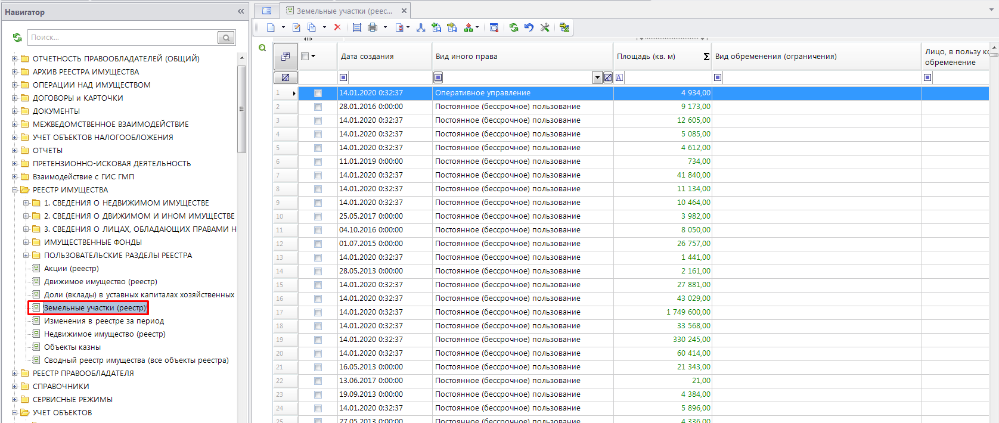 Навигатор
Земельные участки (реес...
Поиск...
ОТЧЕТНОСТЬ ПРАВООБЛАДАТЕЛЕЙ (ОБЩИЙ)
АРХИВ РЕЕСТРА ИМУЩЕСТВА
ОПЕРАЦИИ НАД ИМУЩЕСТВОМ
ДОГОВОРЫ и КАРТОЧКИ
ДОКУМЕНТЫ
МЕЖВЕДОМСТВЕННОЕ ВЗАИМОДЕЙСТВИЕ
УЧЕТ ОБЪЕКТОВ НАЛОГООБЛОЖЕНИЯ
ОТЧЕТЫ
ПРЕТЕНЗИОННО-ИСКОВАЯ ДЕЯТЕЛЬНОСТЬ
Взаимодействие с ГИС ГМП
РЕЕСТР ИМУЩЕСТВА
1. СВЕДЕНИЯ О НЕДВИЖИМОМ ИМУЩЕСТВЕ
2. СВЕДЕНИЯ О ДВИЖИМОМ И ИНОМ ИМУЩЕСТВЕ
3. СВЕДЕНИЯ О ЛИЦАХ, ОБЛАДАЮЩИХ ПРАВАМИ Н
ИМУЩЕСТВЕННЫЕ ФОНДЫ
ПОЛЬЗОВАТЕЛЬСКИЕ РАЗДЕЛЫ РЕЕСТРА
Акции (реестр)
Движимое имущество (реестр)
Доли (вклады) в уставных капиталах хозяйственных
Земельные участки (реестр)
Изменения в реестре за период
Недвижимое имущество (реестр)
Объекты казны
Сводный реестр имущества (все объекты реестра)
РЕЕСТР ПРАВООБЛАДАТЕЛЯ
СПРАВОЧНИКИ
СЕРВИСНЫЕ РЕЖИМЫ
УЧЕТ ОБЪЕКТОВ
Дата создания Вид иного права Площадь (кв. м) Σ Вид обременения (ограничения) Лицо, в пользу ко
обременение
A
1 14.01.2020 0:32:37 Оперативное управление 4 934,00
2 28.01.2016 0:00:00 Постоянное (бессрочное) пользование 9 173,00
3 14.01.2020 0:32:37 Постоянное (бессрочное) пользование 12 605,00
4 14.01.2020 0:32:37 Постоянное (бессрочное) пользование 5 085,00
5 14.01.2020 0:32:37 Постоянное (бессрочное) пользование 4 612,00
6 11.01.2019 0:00:00 Постоянное (бессрочное) пользование 734,00
7 14.01.2020 0:32:37 Постоянное (бессрочное) пользование 41 840,00
8 14.01.2020 0:32:37 Постоянное (бессрочное) пользование 11 134,00
9 14.01.2020 0:32:37 Постоянное (бессрочное) пользование 10 464,00
10 25.05.2017 0:00:00 Постоянное (бессрочное) пользование 3 982,00
11 04.10.2016 0:00:00 Постоянное (бессрочное) пользование 8 050,00
12 01.07.2015 0:00:00 Постоянное (бессрочное) пользование 26 757,00
13 14.01.2020 0:32:37 Постоянное (бессрочное) пользование 1 441,00
14 28.05.2013 0:00:00 Постоянное (бессрочное) пользование 2 161,00
15 14.01.2020 0:32:37 Постоянное (бессрочное) пользование 27 881,00
16 14.01.2020 0:32:37 Постоянное (бессрочное) пользование 43 029,00
17 14.01.2020 0:32:37 Постоянное (бессрочное) пользование 1 749 600,00
18 14.01.2020 0:32:37 Постоянное (бессрочное) пользование 33 568,00
19 14.01.2020 0:32:37 Постоянное (бессрочное) пользование 330 245,00
20 14.01.2020 0:32:37 Постоянное (бессрочное) пользование 60 414,00
21 16.05.2013 0:00:00 Постоянное (бессрочное) пользование 21 343,00
22 13.06.2017 0:00:00 Постоянное (бессрочное) пользование 21,00
23 19.09.2013 0:00:00 Постоянное (бессрочное) пользование 4 384,00
24 14.01.2020 0:32:37 Постоянное (бессрочное) пользование 5 896,00
25 27.05.2013 0:00:00 Постоянное (бессрочное) пользование 4 336,00